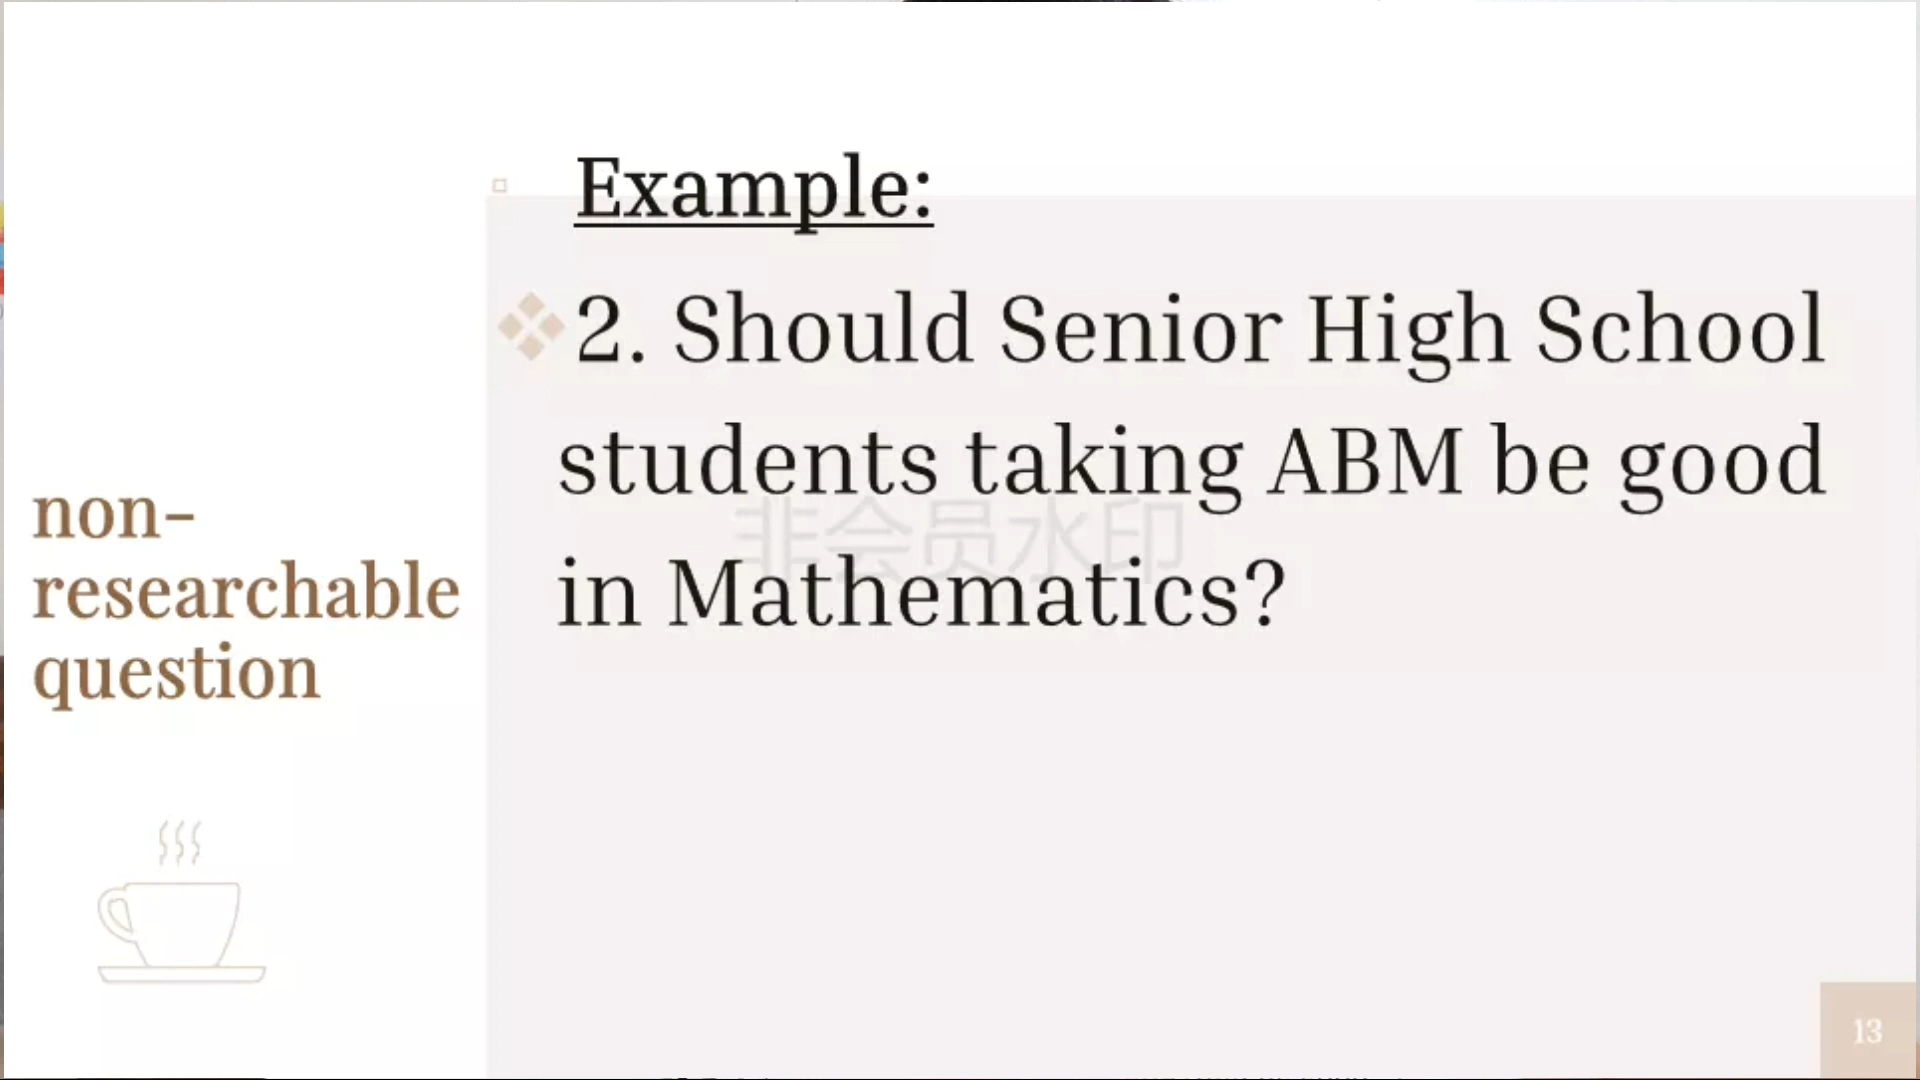 Example:
2. Should Senior High School
students taking ABM be good
in Mathematics?
非会员水印
non-
researchable
question
13